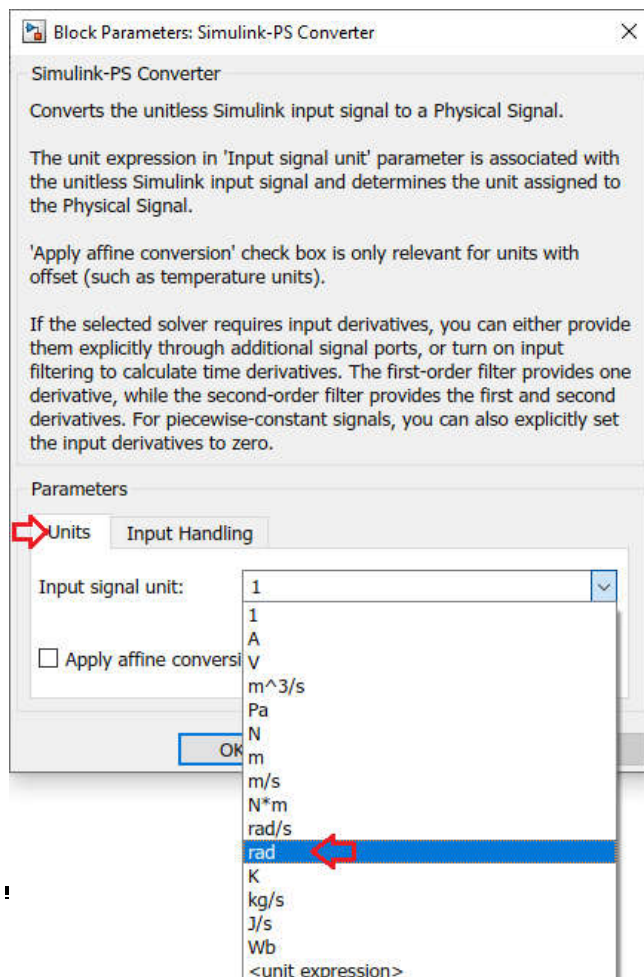 Block Parameters: Simulink-PS Converter
Simulink-PS Converter
Converts the unitless Simulink input signal to a Physical Signal.
The unit expression in 'Input signal unit' parameter is associated with
the unitless Simulink input signal and determines the unit assigned to
the Physical Signal.
'Apply affine conversion' check box is only relevant for units with
offset (such as temperature units).
If the selected solver requires input derivatives, you can either provide
them explicitly through additional signal ports, or turn on input
filtering to calculate time derivatives. The first-order filter provides one
derivative, while the second-order filter provides the first and second
derivatives. For piecewise-constant signals, you can also explicitly set
the input derivatives to zero.
Parameters
Units Input Handling
Input signal unit: 1
1
A
Apply affine conversi
V
m^3/s
Pa
N
OK
m
m/s
N*m
rad/s
rad
K
kg/s
J/s
Wb
<unit expression>